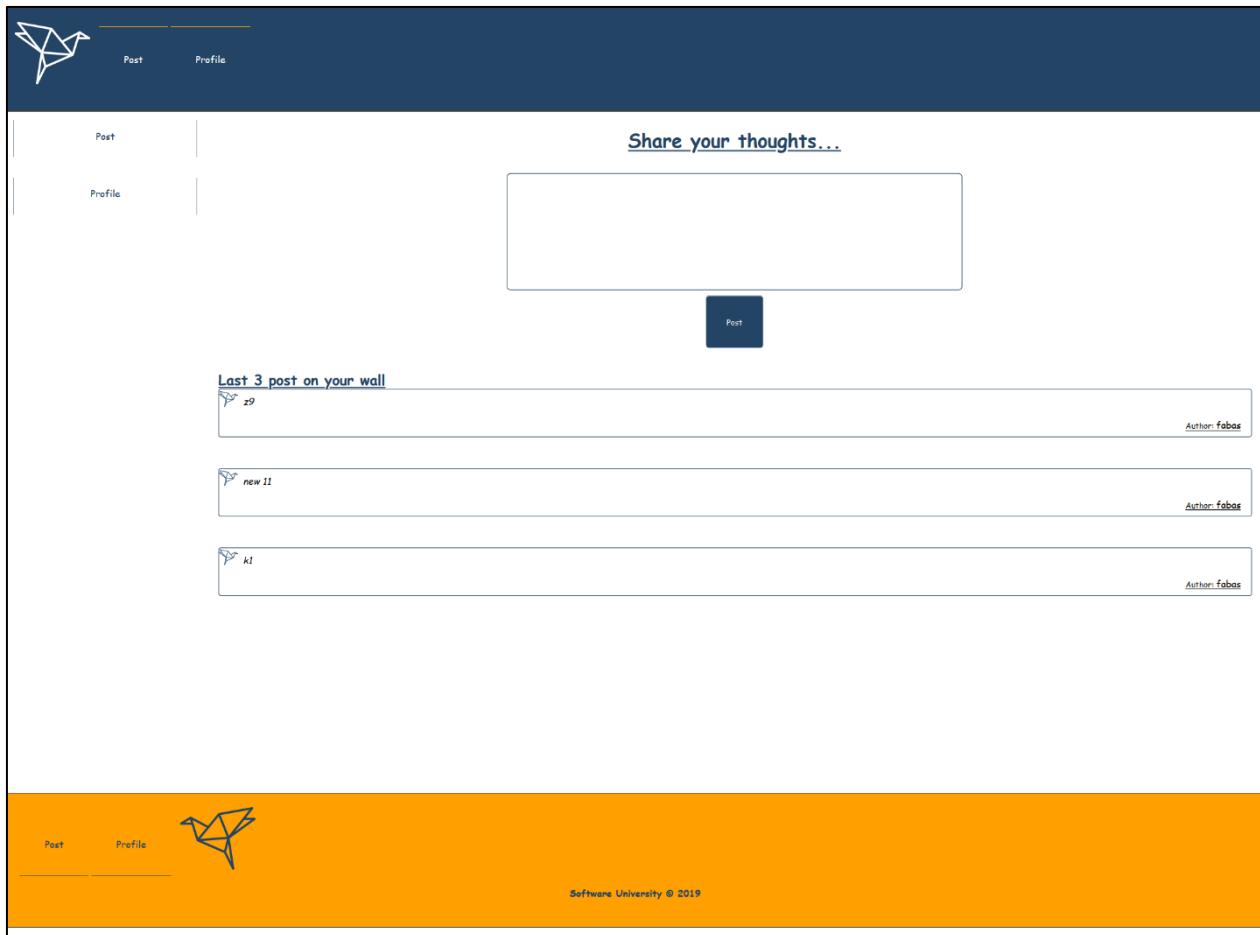 Post Profile
Post
Profile
Share your thoughts...
Post
Last 3 post on your wall
z9
Author: fabas
new 11
Author: fabas
k1
Author: fabas
Post Profile
Software University © 2019